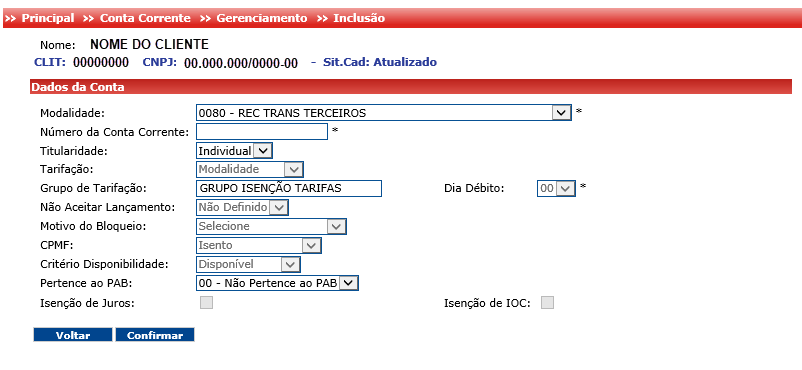 >> Principal >> Conta Corrente >> Gerenciamento >> Inclusão
Nome: NOME DO CLIENTE
CLIT: 00000000 CNPJ: 00.000.000/0000-00 - Sit.Cad: Atualizado
Dados da Conta
Modalidade: 0080 - REC TRANS TERCEIROS *
Número da Conta Corrente: *
Titularidade: Individual
Tarifação: Modalidade
Grupo de Tarifação: GRUPO ISENÇÃO TARIFAS Dia Débito: 00 *
Não Aceitar Lançamento: Não Definido
Motivo do Bloqueio: Selecione
CPMF: Isento
Critério Disponibilidade: Disponível
Pertence ao PAB: 00 - Não Pertence ao PAB
Isenção de Juros: Isenção de IOC:
Voltar Confirmar